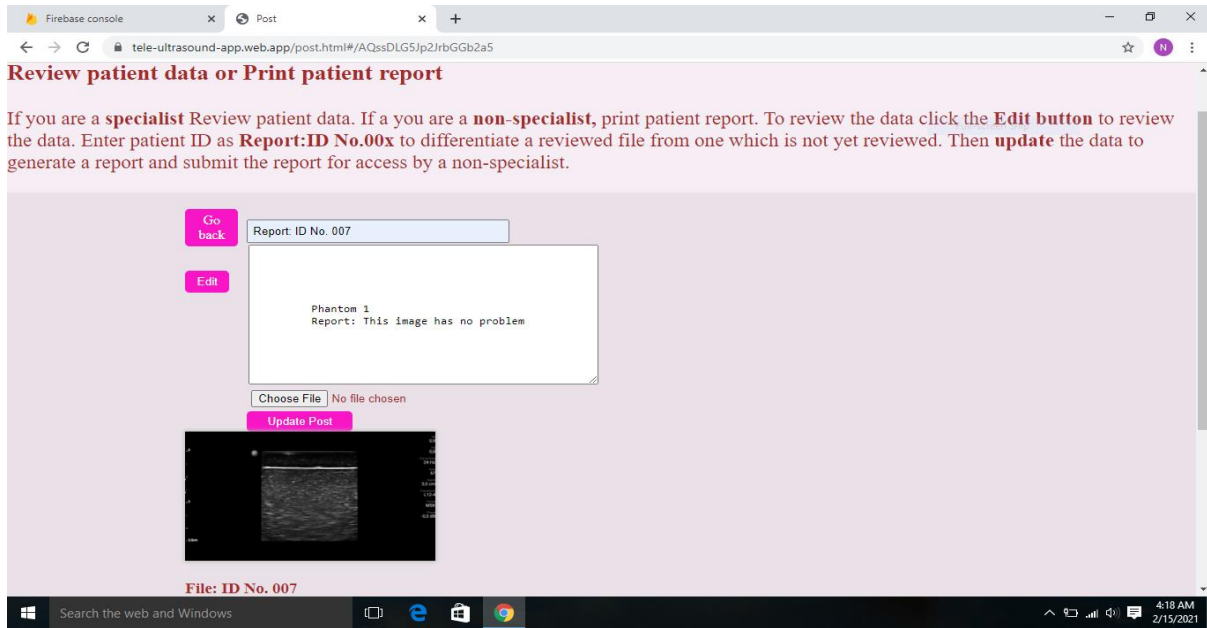 Firebase console
Post
tele-ultrasound-app.web.app/post.html#/AQssDLG5Jp2JrbGGb2a5
N
Review patient data or Print patient report
If you are a specialist Review patient data. If a you are a non-specialist, print patient report. To review the data click the Edit button to review
the data. Enter patient ID as Report:ID No.00x to differentiate a reviewed file from one which is not yet reviewed. Then update the data to
generate a report and submit the report for access by a non-specialist.
Go
back
Report: ID No. 007
Edit
Phantom 1
Report: This image has no problem
Choose File No file chosen
Update Post
File: ID No. 007
Search the web and Windows
4:18 AM
2/15/2021